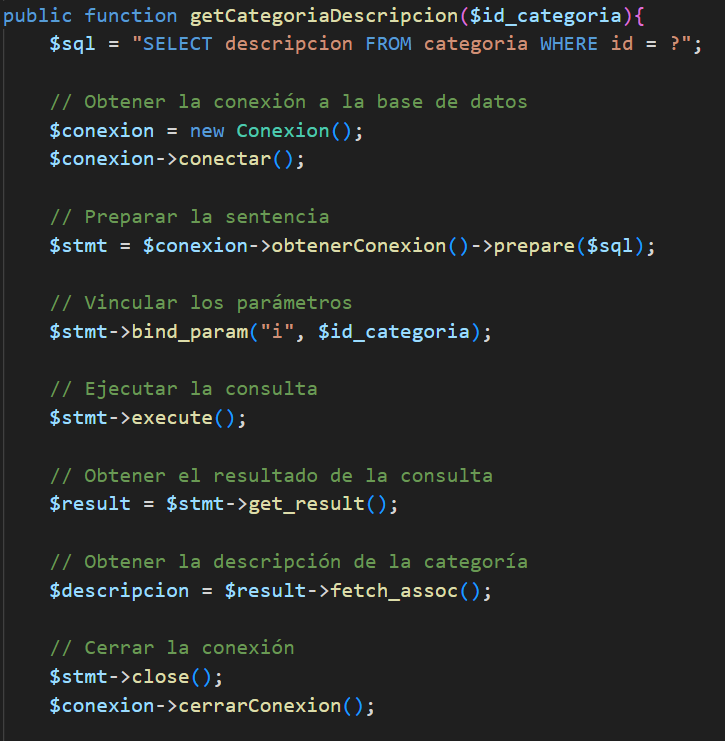 public function getCategoriaDescripcion($id_categoria){
$sql = "SELECT descripcion FROM categoria WHERE id = ?";
// Obtener la conexión a la base de datos
$conexion = new Conexion();
$conexion->conectar();
// Preparar la sentencia
$stmt = $conexion->obtenerConexion()->prepare($sql);
// Vincular los parámetros
$stmt->bind_param("i", $id_categoria);
// Ejecutar la consulta
$stmt->execute();
// Obtener el resultado de la consulta
$result = $stmt->get_result();
// Obtener la descripción de la categoría
$descripcion = $result->fetch_assoc();
// Cerrar la conexión
$stmt->close();
$conexion->cerrarConexion();